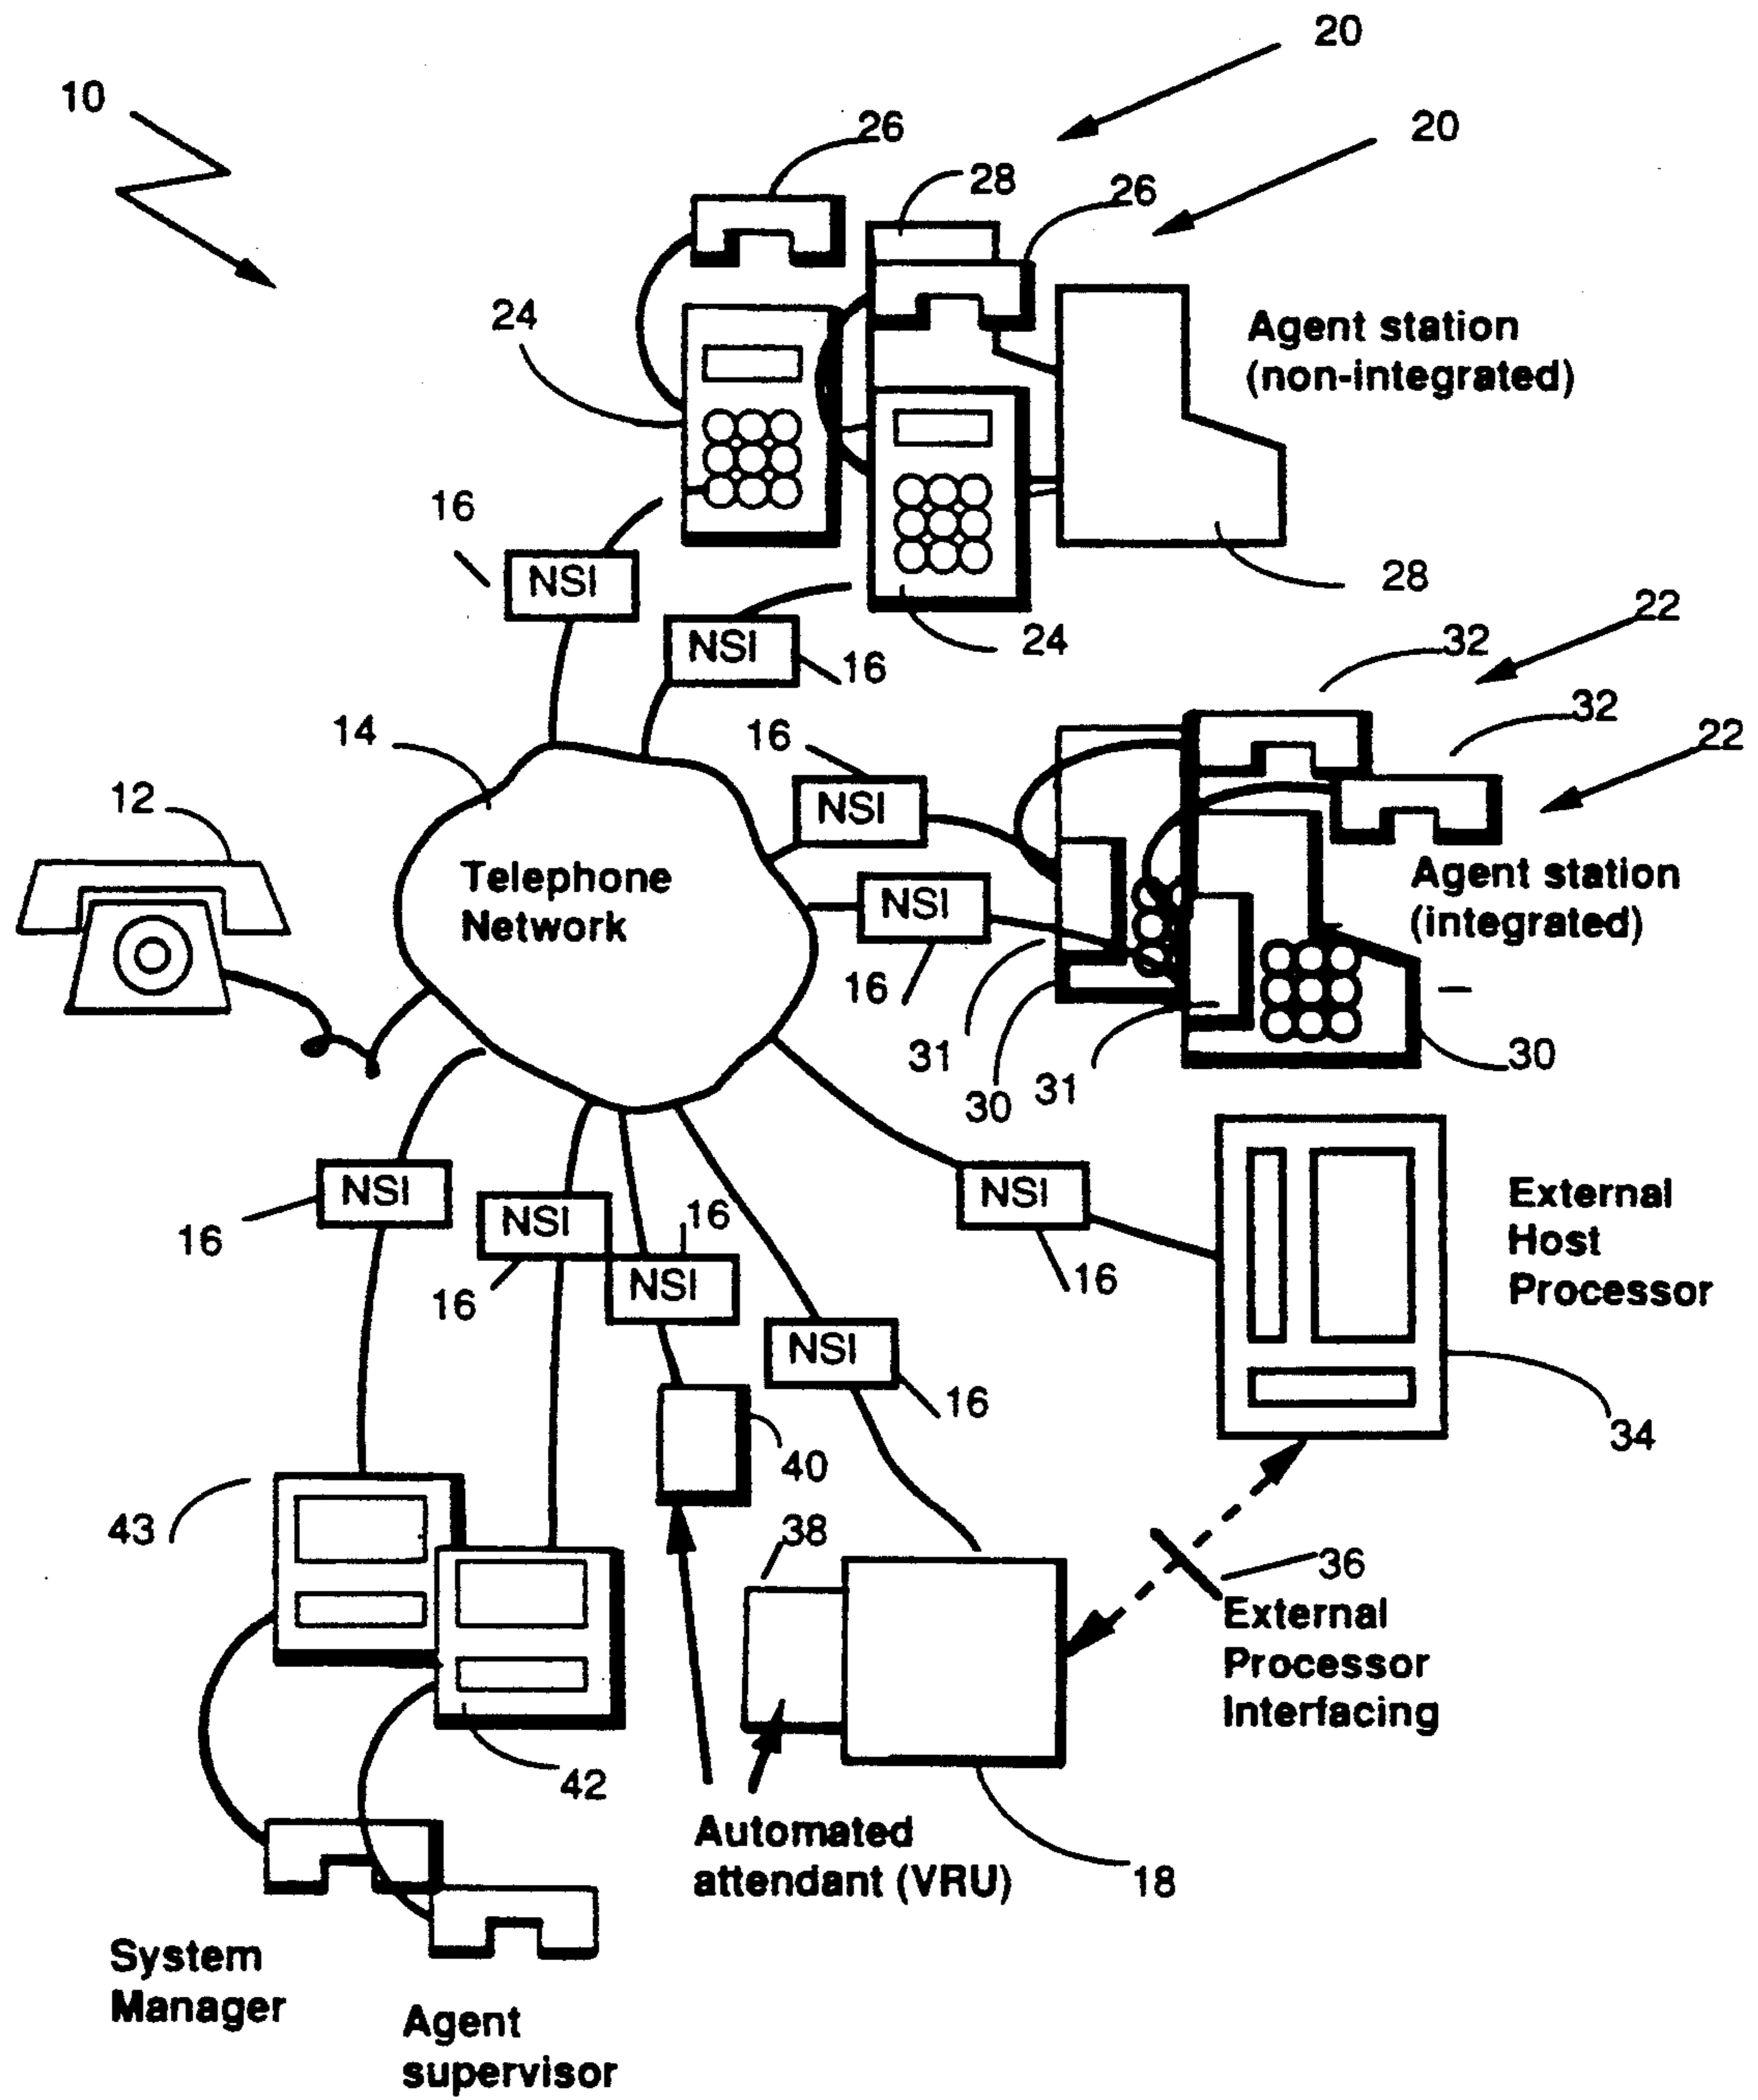 20
10
26
20
28
26
24
Agent station
(non-integrated)
16
NSI
28
22
NSI
24
32
16
14
16
32
22
12
NSI
Telephone
Network
Agent station
(integrated)
NSI
16
31
30
31
30
NSI
NSI
External
Host
Processor
16
NSI
16
16
16
NSI
NSI
16
34
40
43
38
36
External
Processor
Interfacing
42
Automated
attendant (VRU)
18
System
Manager
Agent
supervisor